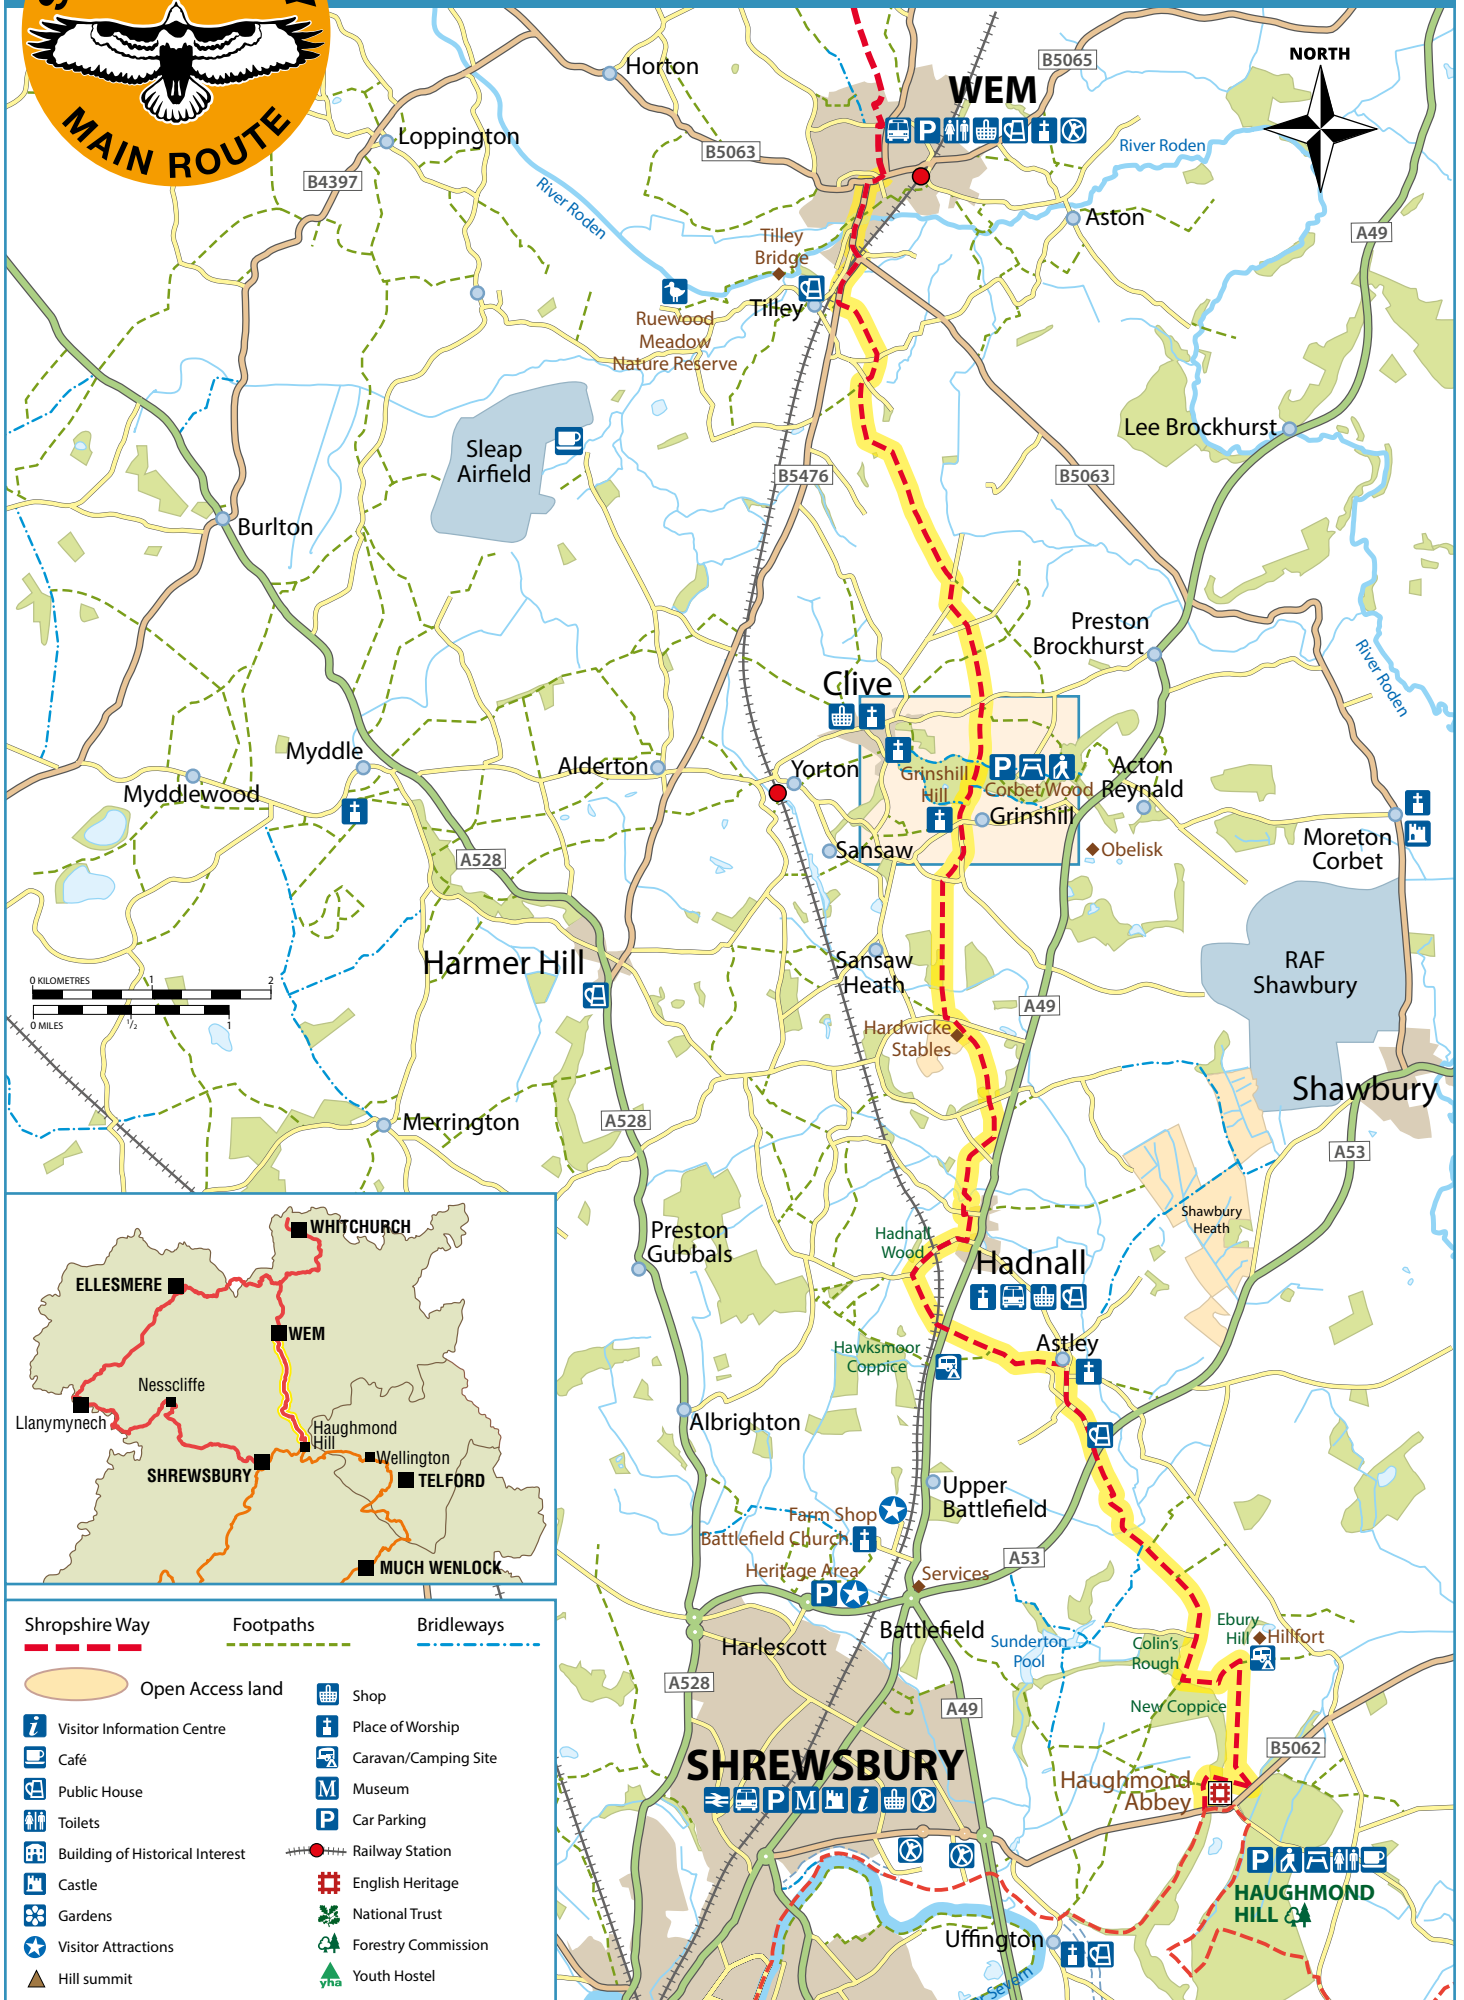 MAIN ROUTE
NORTH
WEM
Horton
B5065
Loppington
B5063
River Roden
B4397
River Roden
Aston
A49
Tilley
Bridge
Tilley
Ruewood
Meadow
Nature Reserve
Lee Brockhurst
Sleap
Airfield
B5476
B5063
Burlton
Preston
Brockhurst
River Roden
Clive
Myddle
Alderton
Yorton
Grinshill
Hill
Corbet Wood
Acton
Reynald
Myddlewood
Grinshill
Moreton
Corbet
Sansaw
Obelisk
A528
Harmer Hill
Sansaw
Heath
RAF
Shawbury
0 KILOMETRES
1
2
0 MILES
1/2
1
A49
Hardwicke
Stables
Shawbury
Merrington
A528
A53
Shawbury
Heath
Preston
Gubbals
Hadnall
Wood
Hadnall
WHITCHURCH
ELLESMERE
WEM
Nesscliffe
Llanymynech
Haughmond
Hill
Wellington
SHREWSBURY
TELFORD
MUCH WENLOCK
Hawksmoor
Coppice
Astley
Albrighton
Upper
Battlefield
Farm Shop
Battlefield Church
Heritage Area
A53
Services
Battlefield
Harlescott
Sunderton
Pool
Colin's
Rough
Ebury
Hill
Hillfort
New Coppice
A528
A49
B5062
SHREWSBURY
Haughmond
Abbey
HAUGHMOND
HILL
Uffington
Severn
Shropshire Way
Footpaths
Bridleways
Open Access land
Visitor Information Centre
Café
Public House
Toilets
Building of Historical Interest
Castle
Gardens
Visitor Attractions
Hill summit
Shop
Place of Worship
Caravan/Camping Site
Museum
Car Parking
Railway Station
English Heritage
National Trust
Forestry Commission
yha
Youth Hostel